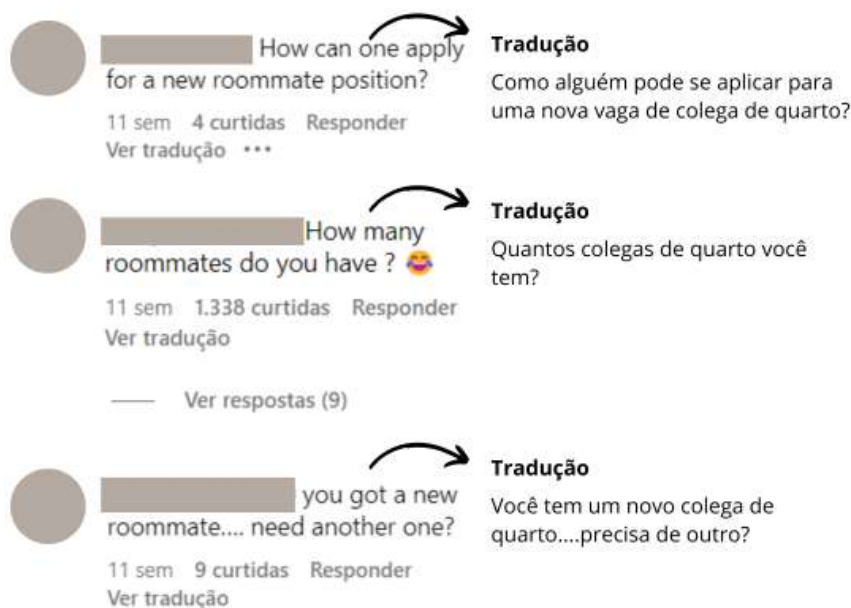 How can one apply
for a new roommate position?
11 sem 4 curtidas Responder
Ver tradução •••
Tradução
Como alguém pode se aplicar para
uma nova vaga de colega de quarto?
How many
roommates do you have ? 😂
11 sem 1.338 curtidas Responder
Ver tradução
Ver respostas (9)
Tradução
Quantos colegas de quarto você
tem?
you got a new
roommate.... need another one?
11 sem 9 curtidas Responder
Ver tradução
Tradução
Você tem um novo colega de
quarto....precisa de outro?